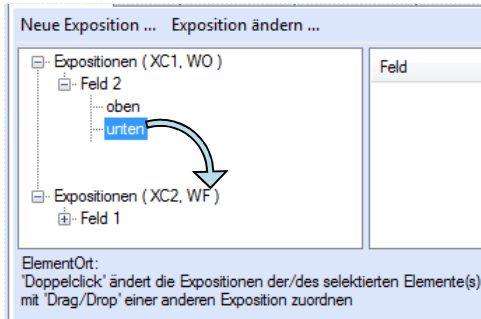 Neue Exposition ... Exposition ändern ...
Expositionen ( XC1, WO )
Feld 2
oben
unten
Expositionen ( XC2, WF )
Feld 1
Feld
ElementOrt:
'Doppelclick' ändert die Expositionen der/des selektierten Elemente(s)
mit 'Drag/Drop' einer anderen Exposition zuordnen